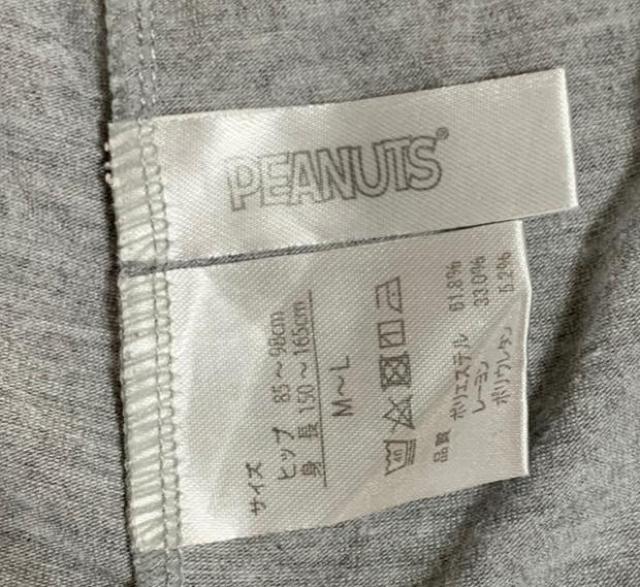 PEANUTS®
サイズ
ヒップ 85～98cm
身長 150～165cm
M～L
40
品質 ポリエステル 61.8%
レーヨン 33.0%
ポリウレタン 5.2%